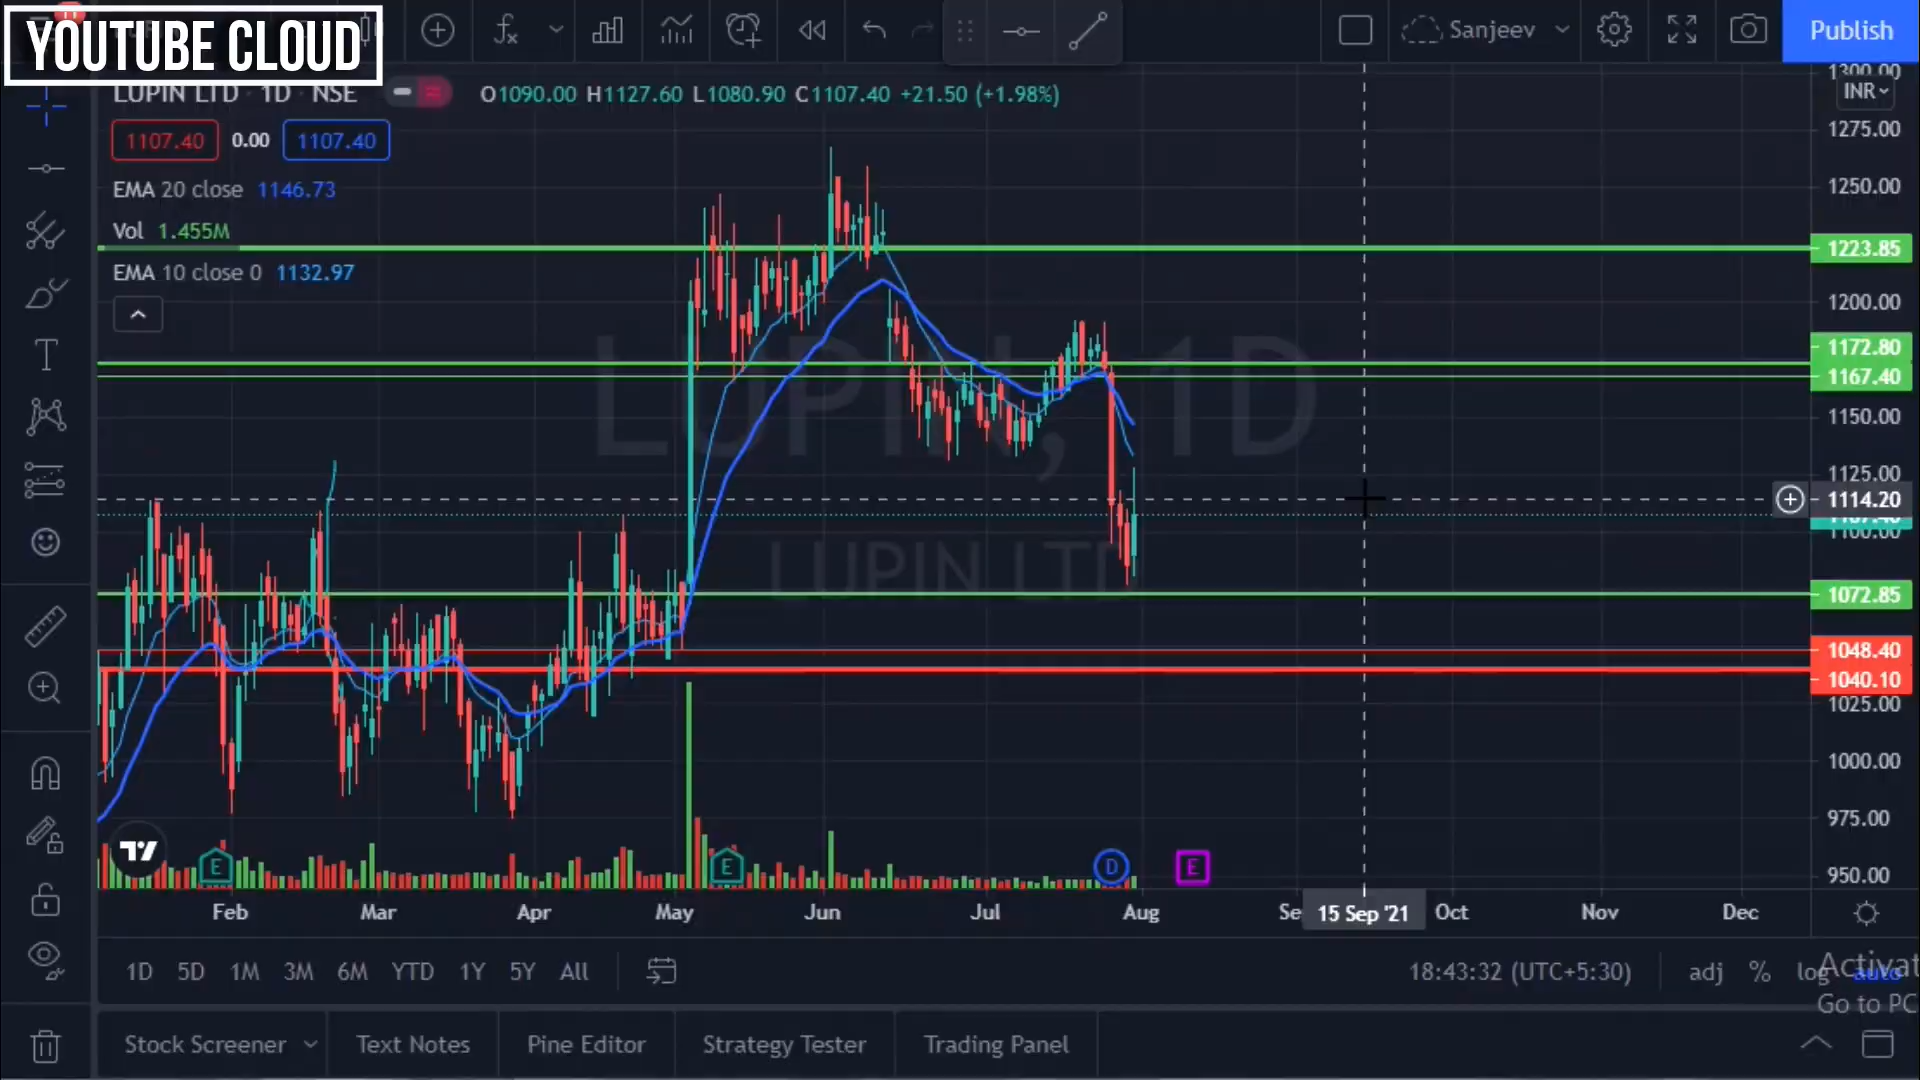 YOUTUBE CLOUD
Sanjeev
Publish
LUPIN LTD · 1D · NSE
O1090.00 H1127.60 L1080.90 C1107.40 +21.50 (+1.98%)
1107.40 0.00 1107.40
EMA 20 close 1146.73
Vol 1.455M
EMA 10 close 0 1132.97
LUPIN, 1D
LUPIN LTD
1300.00
INR
1275.00
1250.00
1223.85
1200.00
1172.80
1167.40
1150.00
1125.00
1114.20
1107.40
1100.00
1072.85
1048.40
1040.10
1025.00
1000.00
975.00
950.00
E E D E
Feb Mar Apr May Jun Jul Aug 15 Sep '21 Oct Nov Dec
1D 5D 1M 3M 6M YTD 1Y 5Y All
18:43:32 (UTC+5:30) adj % log auto
Activat
Go to PC
Stock Screener Text Notes Pine Editor Strategy Tester Trading Panel